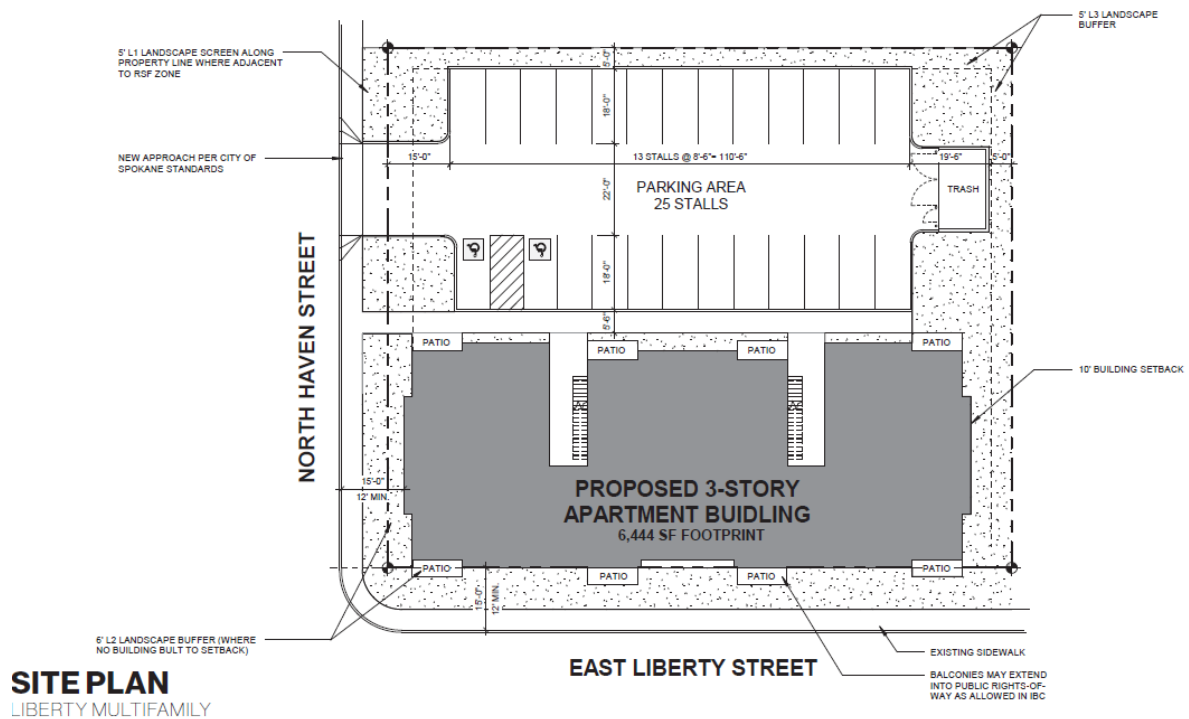 5' L3 LANDSCAPE
BUFFER
5' L1 LANDSCAPE SCREEN ALONG
PROPERTY LINE WHERE ADJACENT
TO RSF ZONE
5'-0"
18'-0"
NEW APPROACH PER CITY OF
SPOKANE STANDARDS
15'-0"
13 STALLS @ 8'-6"= 110'-6"
19'-6"
5'-0"
22'-0"
PARKING AREA
25 STALLS
TRASH
18'-0"
5'-6"
NORTH HAVEN STREET
PATIO
PATIO
PATIO
PATIO
10' BUILDING SETBACK
15'-0"
12' MIN.
PROPOSED 3-STORY
APARTMENT BUIDLING
6,444 SF FOOTPRINT
PATIO
PATIO
PATIO
PATIO
15'-0"
12' MIN.
6' L2 LANDSCAPE BUFFER (WHERE
NO BUILDING BULT TO SETBACK)
EAST LIBERTY STREET
EXISTING SIDEWALK
BALCONIES MAY EXTEND
INTO PUBLIC RIGHTS-OF-
WAY AS ALLOWED IN IBC
SITE PLAN
LIBERTY MULTIFAMILY